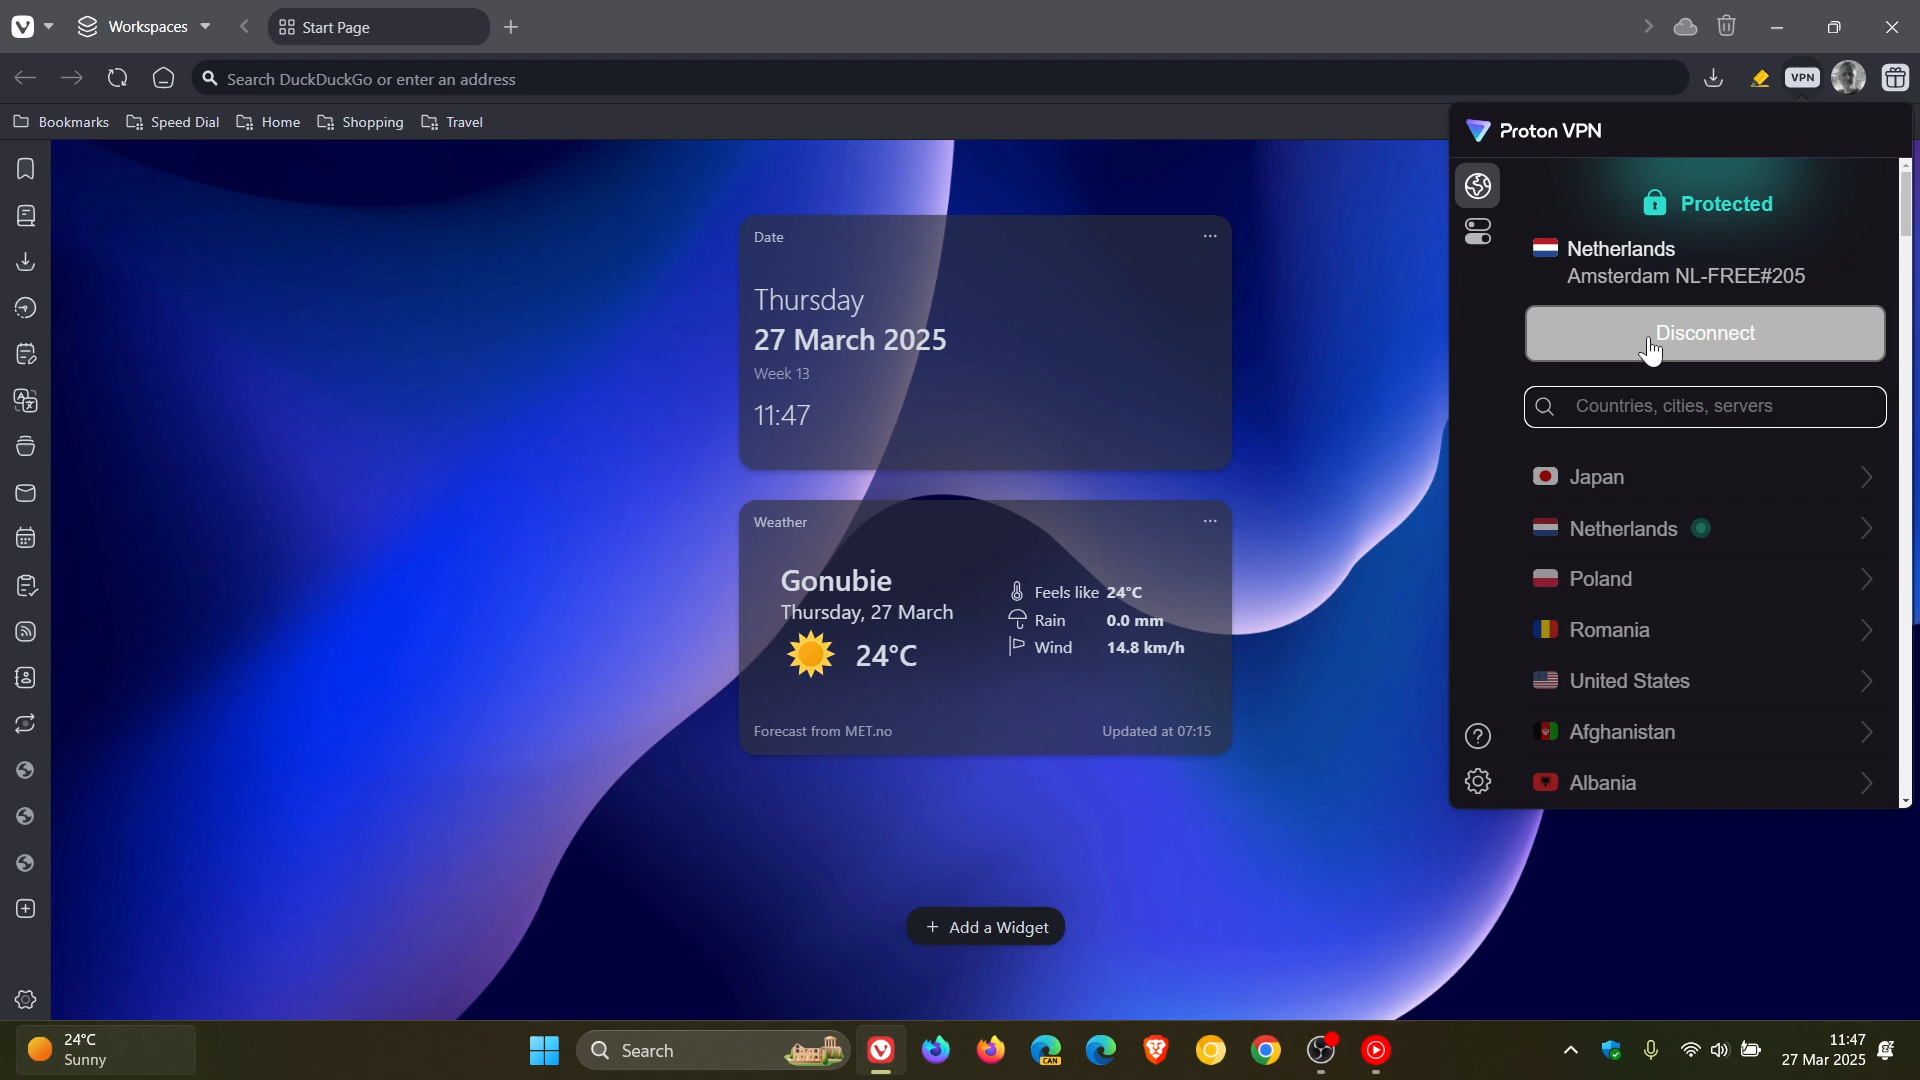 Workspaces
Start Page
Search DuckDuckGo or enter an address
VPN
Bookmarks
Speed Dial
Home
Shopping
Travel
Date
Thursday
27 March 2025
Week 13
11:47
Weather
Gonubie
Thursday, 27 March
24°C
Feels like 24°C
Rain 0.0 mm
Wind 14.8 km/h
Forecast from MET.no
Updated at 07:15
+ Add a Widget
Proton VPN
Protected
Netherlands
Amsterdam NL-FREE#205
Disconnect
Countries, cities, servers
Japan
Netherlands
Poland
Romania
United States
Afghanistan
Albania
24°C
Sunny
Search
CAN
11:47
27 Mar 2025